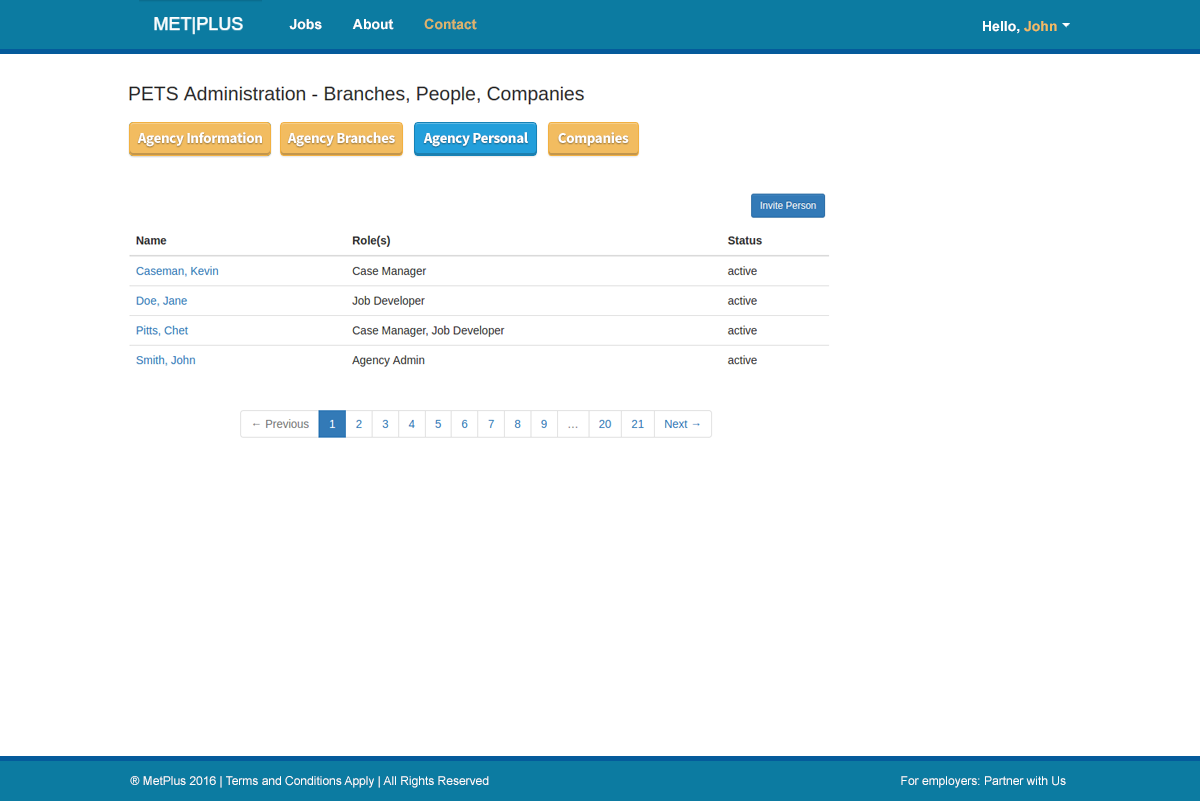 MET|PLUS Jobs About Contact Hello, John
PETS Administration - Branches, People, Companies
Agency Information Agency Branches Agency Personal Companies
Invite Person
Name Role(s) Status
Caseman, Kevin Case Manager active
Doe, Jane Job Developer active
Pitts, Chet Case Manager, Job Developer active
Smith, John Agency Admin active
← Previous 1 2 3 4 5 6 7 8 9 … 20 21 Next →
® MetPlus 2016 | Terms and Conditions Apply | All Rights Reserved For employers: Partner with Us